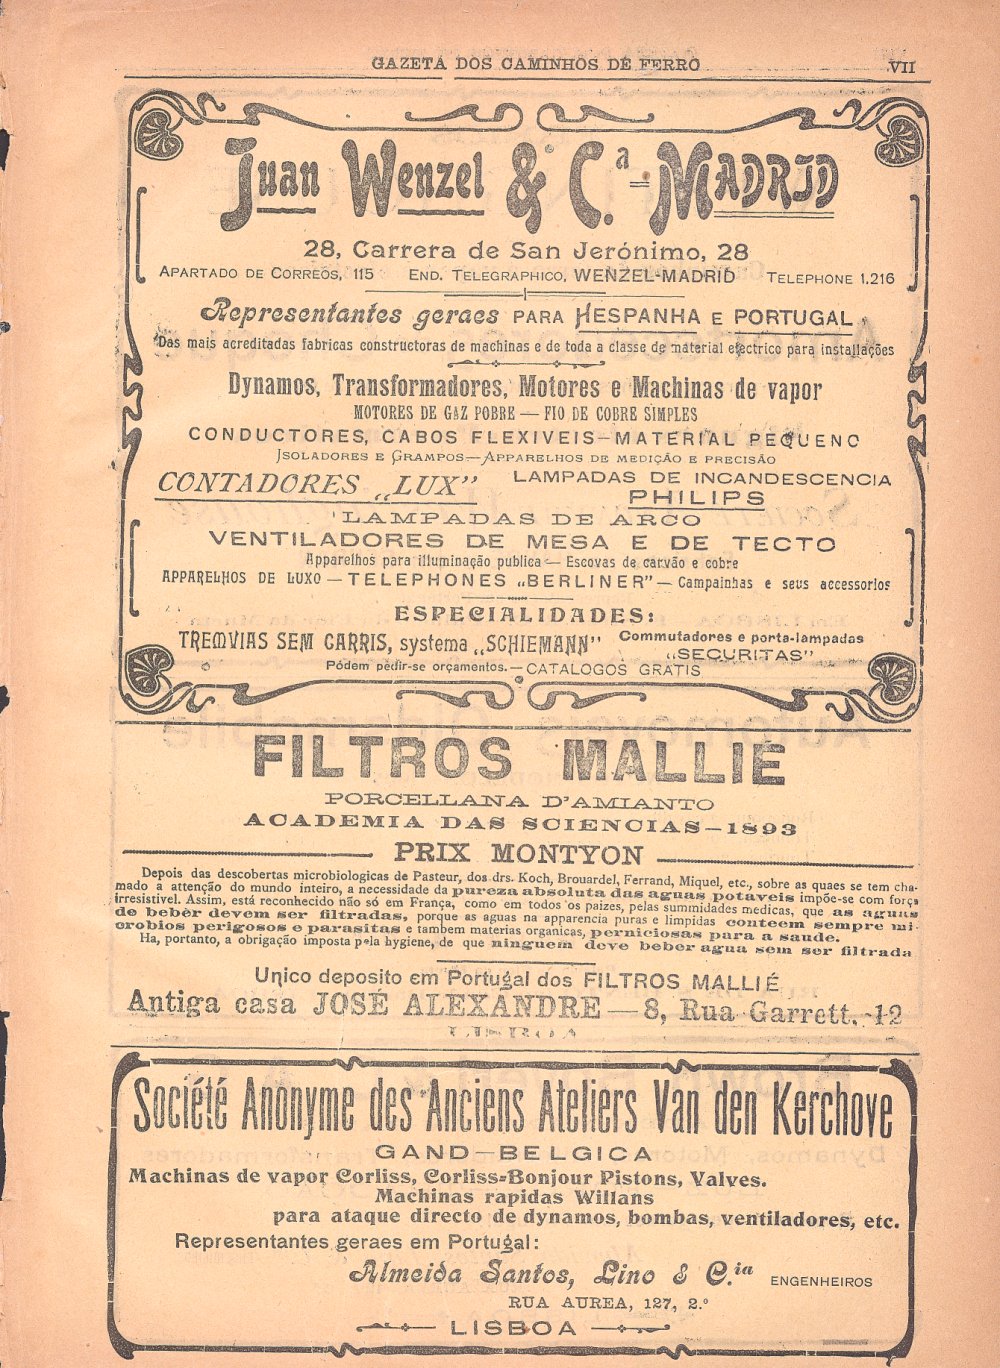 GAZETA DOS CAMINHOS DE FERRO
VII
Juan Wenzel & C.ª = MADRID
28, Carrera de San Jerónimo, 28
APARTADO DE CORREOS, 115 END. TELEGRAPHICO, WENZEL-MADRID TELEPHONE 1.216
Representantes geraes PARA HESPANHA E PORTUGAL
Das mais acreditadas fabricas constructoras de machinas e de toda a classe de material electrico para installações
Dynamos, Transformadores, Motores e Machinas de vapor
MOTORES DE GAZ POBRE — FIO DE COBRE SIMPLES
CONDUCTORES, CABOS FLEXIVEIS—MATERIAL PEQUENO
ISOLADORES E GRAMPOS—APPARELHOS DE MEDIÇÃO E PRECISÃO
CONTADORES „LUX” LAMPADAS DE INCANDESCENCIA
PHILIPS
LAMPADAS DE ARCO
VENTILADORES DE MESA E DE TECTO
Apparelhos para illuminação publica — Escovas de carvão e cobre
APPARELHOS DE LUXO — TELEPHONES „BERLINER” — Campainhas e seus accessorios
ESPECIALIDADES:
TREMVIAS SEM CARRIS, systema „SCHIEMANN” Commutadores e porta-lampadas
„SECURITAS”
Pódem pedir-se orçamentos. — CATALOGOS GRATIS
FILTROS MALLIÉ
PORCELLANA D'AMIANTO
ACADEMIA DAS SCIENCIAS—1893
PRIX MONTYON
Depois das descobertas microbiologicas de Pasteur, dos drs. Koch, Brouardel, Ferrand, Miquel, etc., sobre as quaes se tem cha-
mado a attenção do mundo inteiro, a necessidade da pureza absoluta das aguas potaveis impõe-se com força
irresistivel. Assim, está reconhecido não só em França, como em todos os paizes, pelas summidades medicas, que as aguas
de beber devem ser filtradas, porque as aguas na apparencia puras e limpidas conteem sempre mi-
crobios perigosos e parasitas e tambem materias organicas, perniciosas para a saude.
Ha, portanto, a obrigação imposta pela hygiene, de que ninguem deve beber agua sem ser filtrada
Unico deposito em Portugal dos FILTROS MALLIÉ
Antiga casa JOSÉ ALEXANDRE — 8, Rua Garrett, 12
LISBOA
Société Anonyme des Anciens Ateliers Van den Kerchove
GAND—BELGICA
Machinas de vapor Corliss, Corliss-Bonjour Pistons, Valves.
Machinas rapidas Willans
para ataque directo de dynamos, bombas, ventiladores, etc.
Representantes geraes em Portugal:
Almeida Santos, Lino & C.ia ENGENHEIROS
RUA AUREA, 127, 2.º
LISBOA